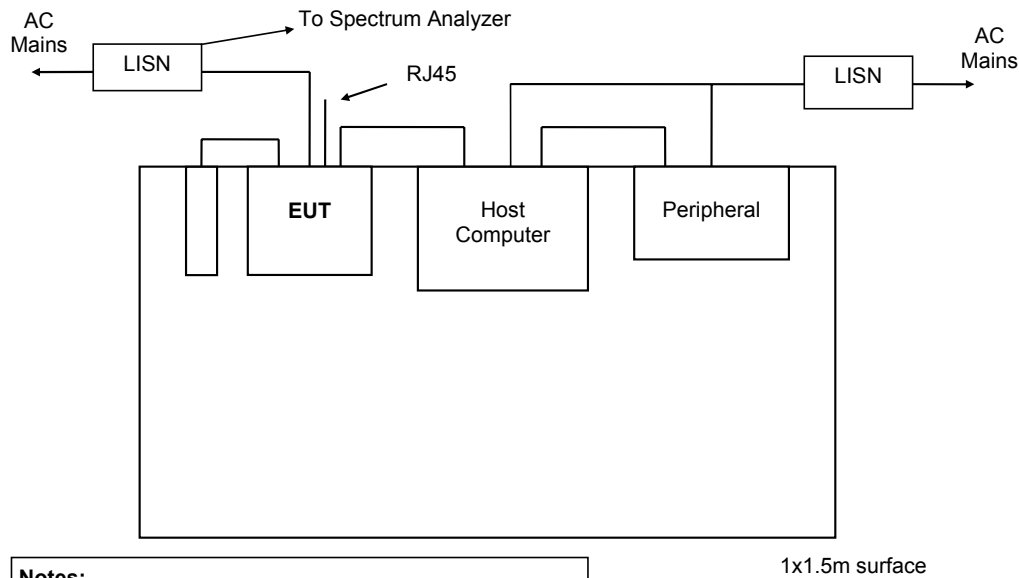 AC
Mains
To Spectrum Analyzer
LISN
RJ45
AC
Mains
LISN
EUT
Host
Computer
Peripheral
Notes:
1x1.5m surface